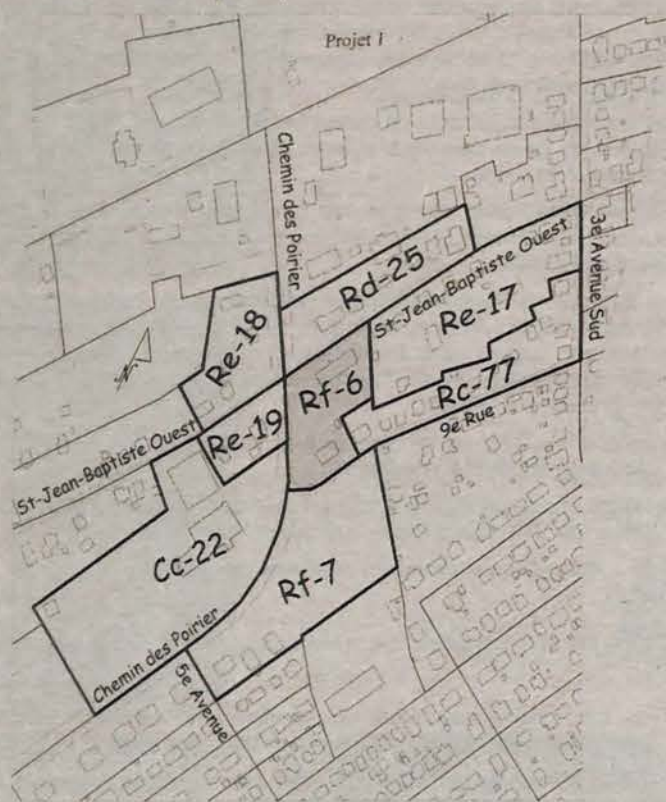 Projet 1
Chemin des Poirier
3e Avenue Sud
St-Jean-Baptiste Ouest
Rd-25
Re-17
Re-18
Rf-6
Rc-77
9e Rue
Re-19
St-Jean-Baptiste Ouest
Cc-22
Rf-7
Chemin des Poirier
5e Avenue